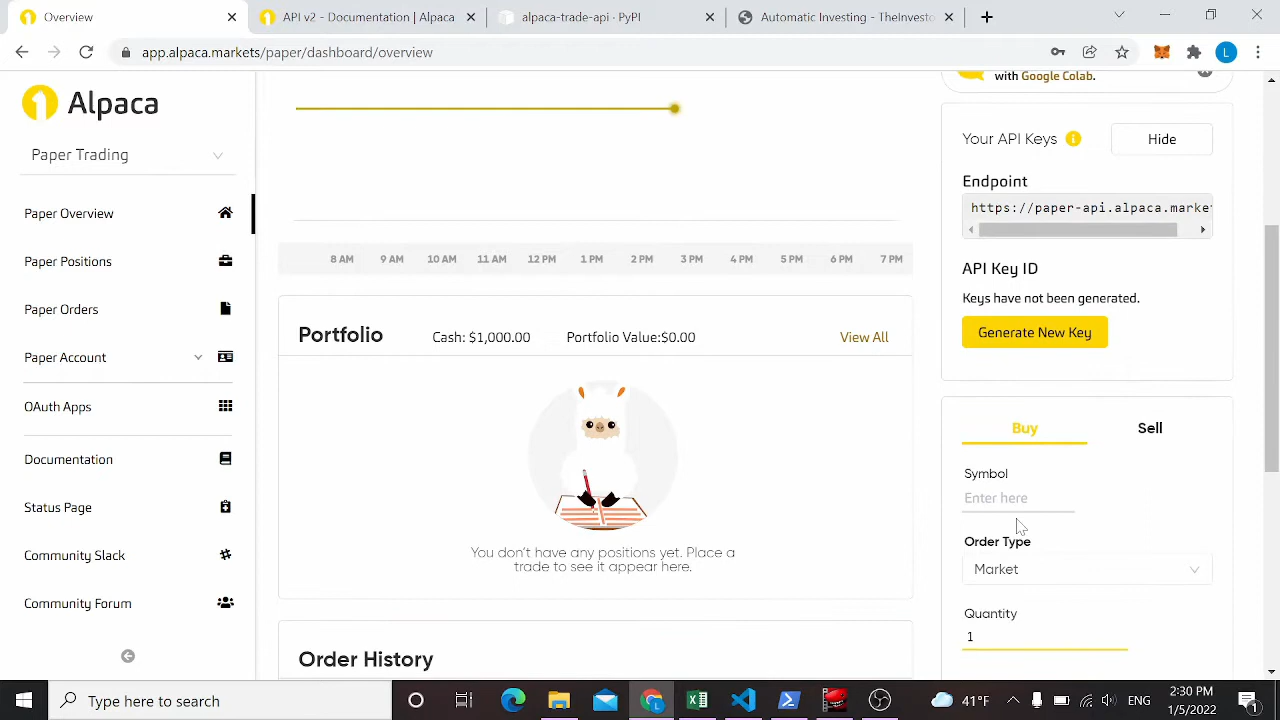 Overview
API v2 - Documentation | Alpaca
alpaca-trade-api · PyPI
Automatic Investing - TheInvesto
app.alpaca.markets/paper/dashboard/overview
L
Alpaca
Paper Trading
Paper Overview
Paper Positions
Paper Orders
Paper Account
OAuth Apps
Documentation
Status Page
Community Slack
Community Forum
8 AM 9 AM 10 AM 11 AM 12 PM 1 PM 2 PM 3 PM 4 PM 5 PM 6 PM 7 PM
Portfolio Cash: $1,000.00 Portfolio Value:$0.00 View All
You don't have any positions yet. Place a
trade to see it appear here.
Order History
with Google Colab.
Your API Keys Hide
Endpoint
https://paper-api.alpaca.marke
API Key ID
Keys have not been generated.
Generate New Key
Buy Sell
Symbol
Enter here
Order Type
Market
Quantity
1
Type here to search
41°F
ENG
2:30 PM
1/5/2022